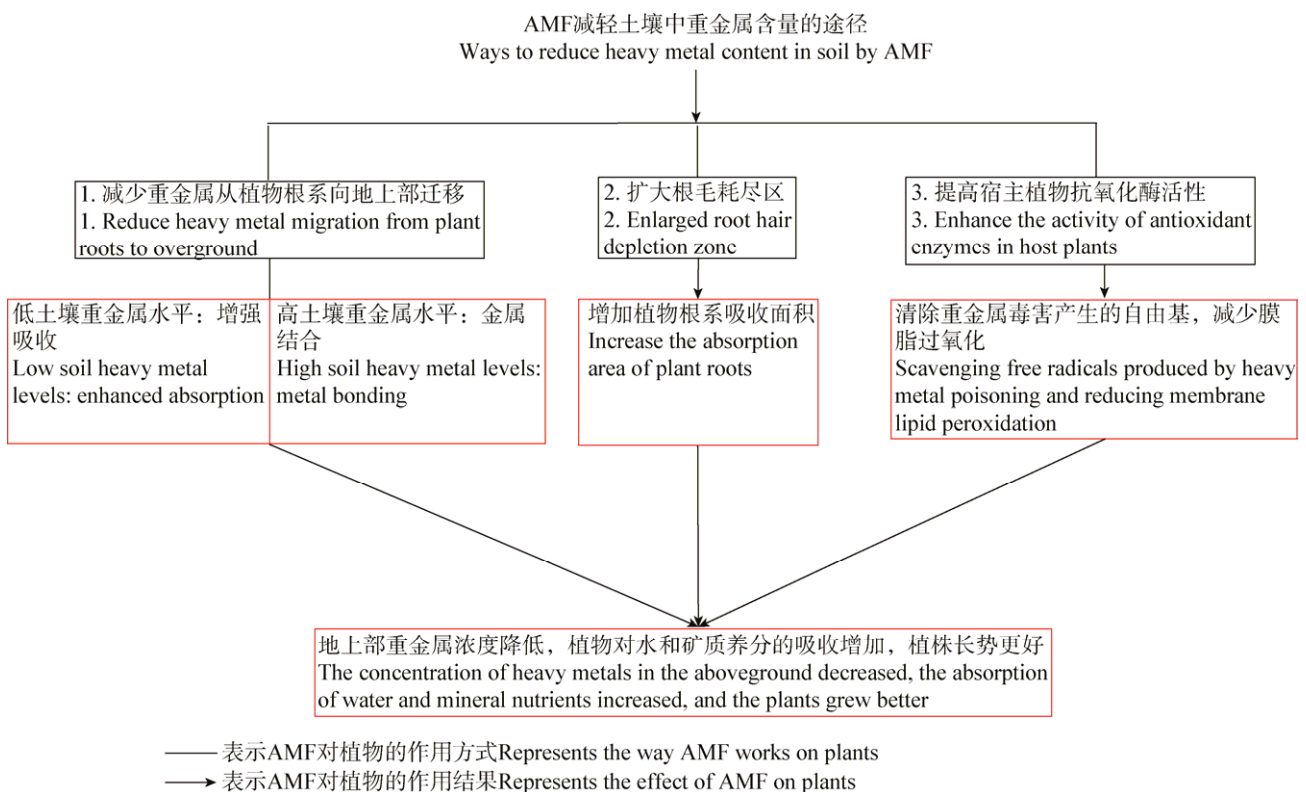 AMF减轻土壤中重金属含量的途径
Ways to reduce heavy metal content in soil by AMF
1. 减少重金属从植物根系向地上部迁移
1. Reduce heavy metal migration from plant
roots to overground
2. 扩大根毛耗尽区
2. Enlarged root hair
depletion zone
3. 提高宿主植物抗氧化酶活性
3. Enhance the activity of antioxidant
enzymes in host plants
低土壤重金属水平：增强
吸收
Low soil heavy metal
levels: enhanced absorption
高土壤重金属水平：金属
结合
High soil heavy metal levels:
metal bonding
增加植物根系吸收面积
Increase the absorption
area of plant roots
清除重金属毒害产生的自由基，减少膜
脂过氧化
Scavenging free radicals produced by heavy
metal poisoning and reducing membrane
lipid peroxidation
地上部重金属浓度降低，植物对水和矿质养分的吸收增加，植株长势更好
The concentration of heavy metals in the aboveground decreased, the absorption
of water and mineral nutrients increased, and the plants grew better
表示AMF对植物的作用方式Represents the way AMF works on plants
表示AMF对植物的作用结果Represents the effect of AMF on plants